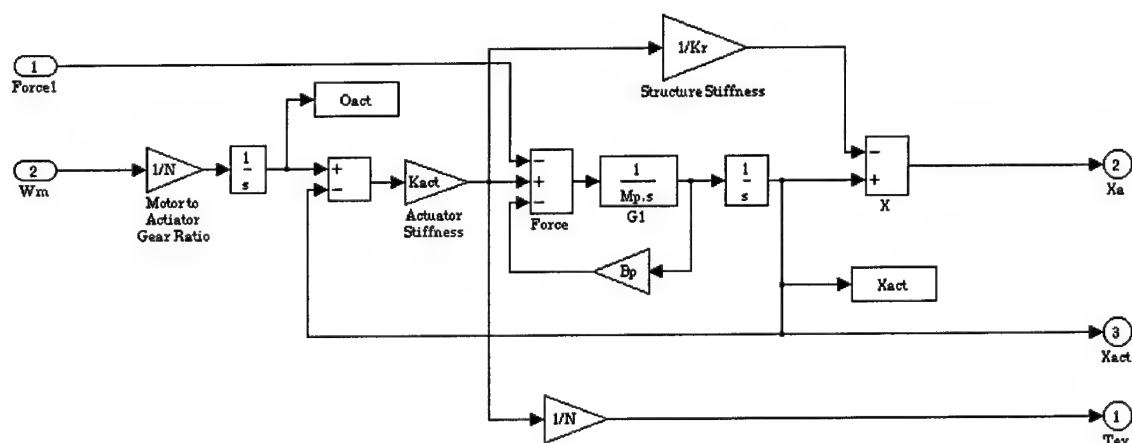 1/Kr
Structure Stiffness
1
Force1
Oact
2
Wm
1/N
Motor to
Actiator
Gear Ratio
1
s
+
−
Kact
Actuator
Stiffness
−
+
−
Force
1
Mp.s
G1
1
s
−
+
X
2
Xa
Bp
Xact
3
Xact
1/N
1